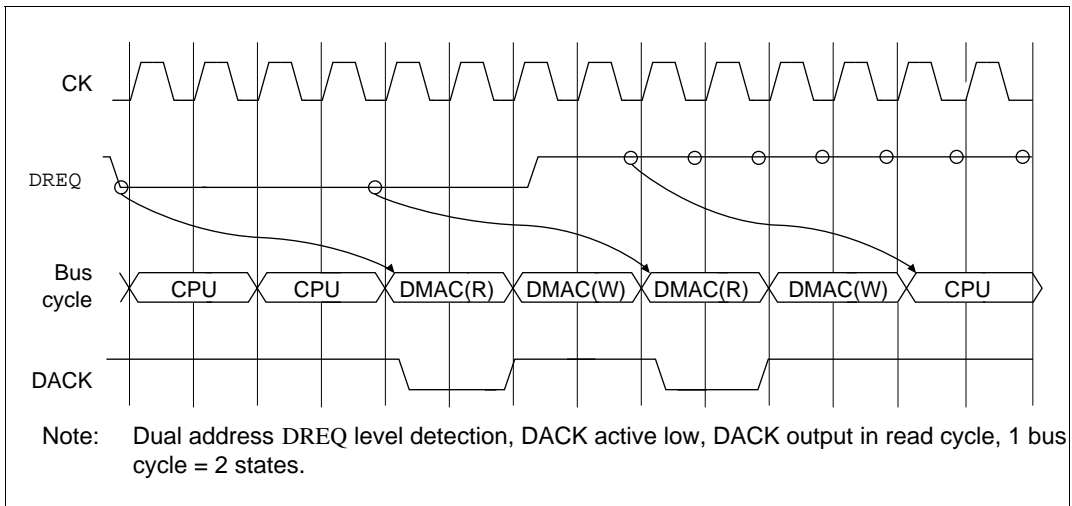 CK
DREQ
Bus
cycle
CPU CPU DMAC(R) DMAC(W) DMAC(R) DMAC(W) CPU
DACK
Note: Dual address DREQ level detection, DACK active low, DACK output in read cycle, 1 bus
cycle = 2 states.